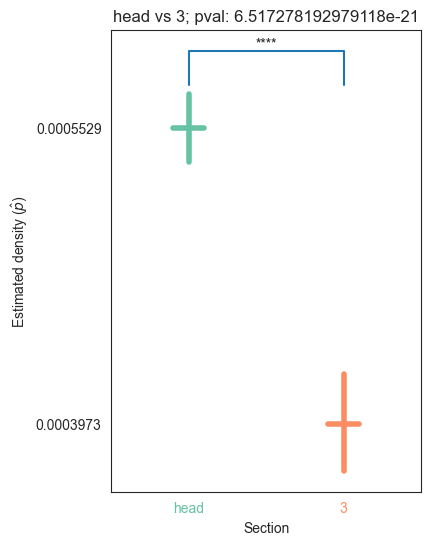 head vs 3; pval: 6.517278192979118e-21
****
0.0005529
Estimated density (p̂)
0.0003973
head 3
Section